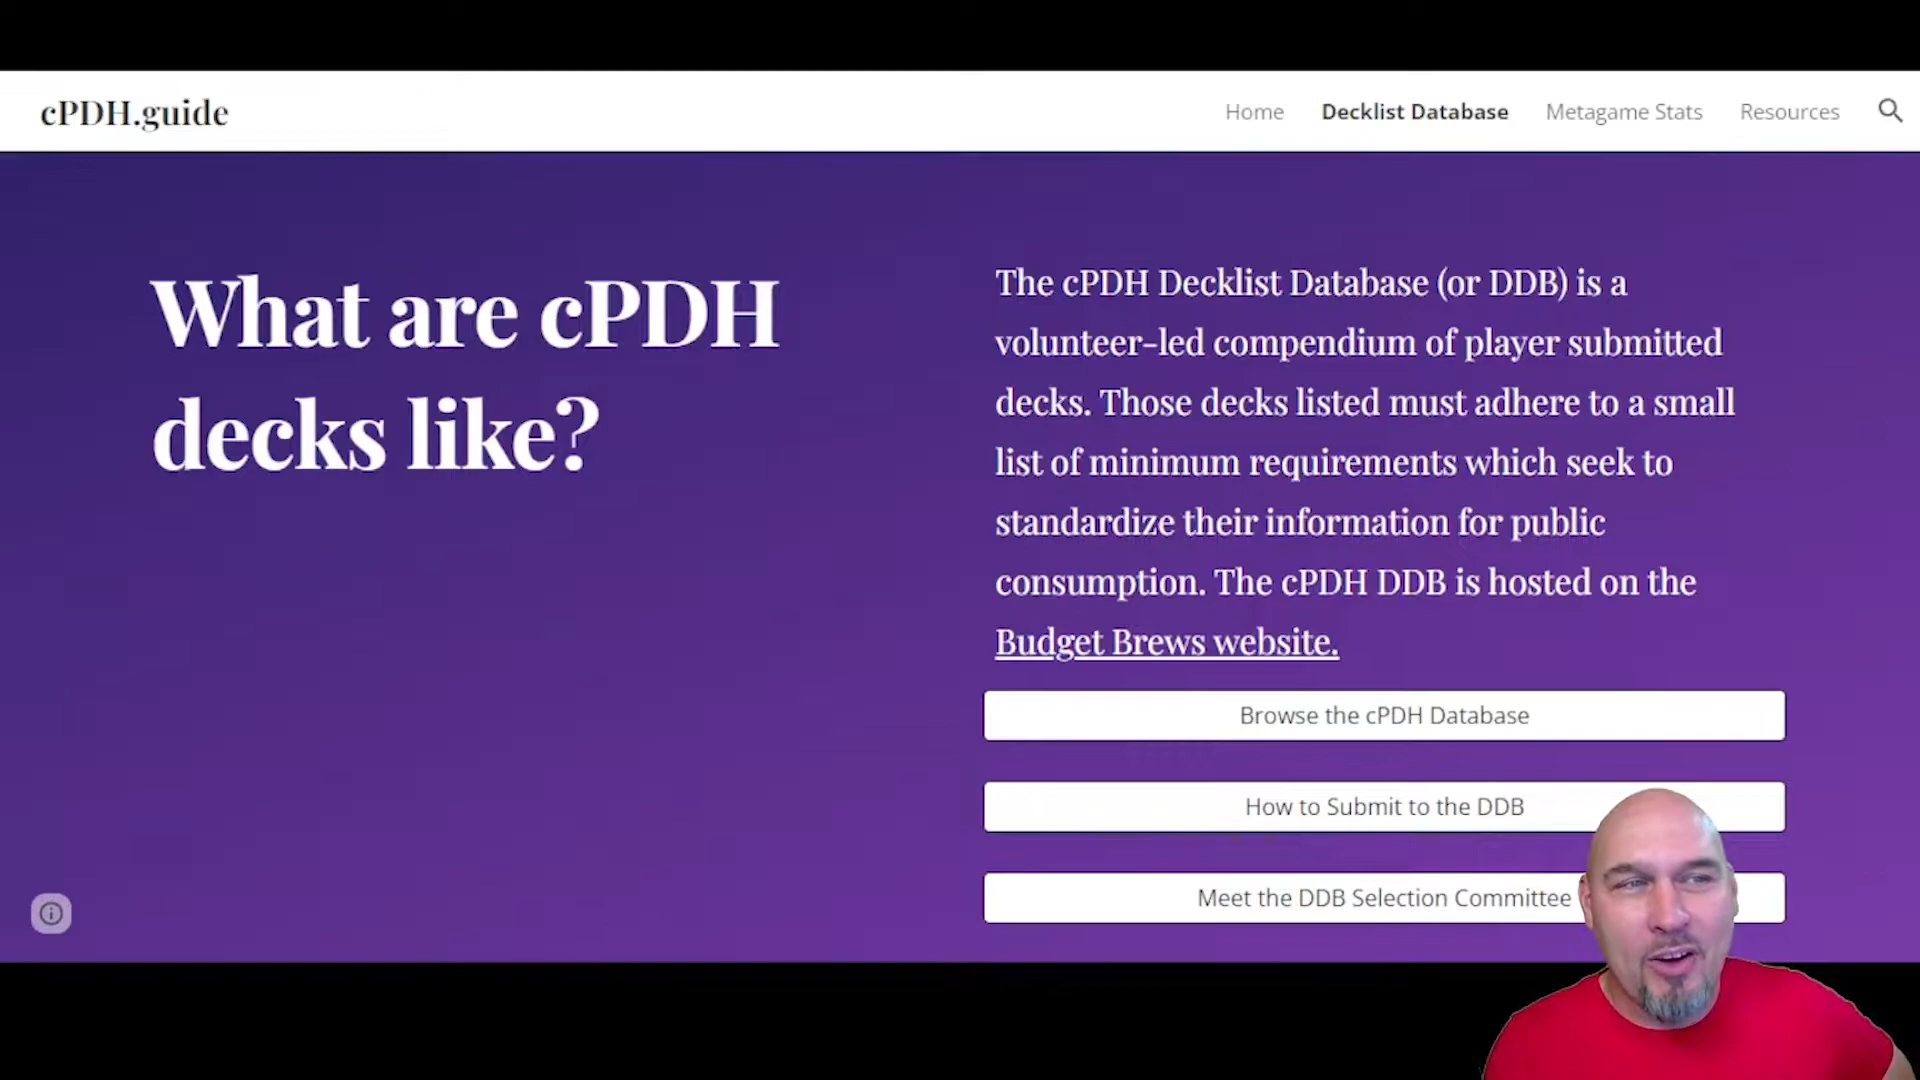 cPDH.guide
Home
Decklist Database
Metagame Stats
Resources
What are cPDH
decks like?
The cPDH Decklist Database (or DDB) is a
volunteer-led compendium of player submitted
decks. Those decks listed must adhere to a small
list of minimum requirements which seek to
standardize their information for public
consumption. The cPDH DDB is hosted on the
Budget Brews website.
Browse the cPDH Database
How to Submit to the DDB
Meet the DDB Selection Committee